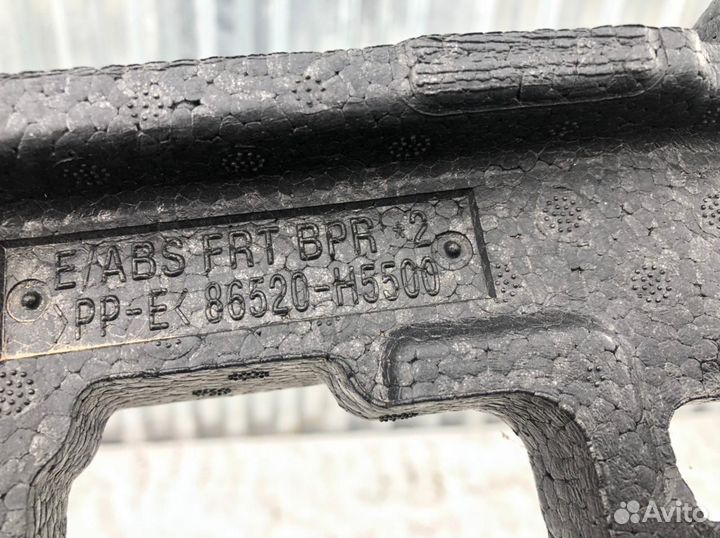 E/ABS FRT BPR *2
>PP-E< 86520-H5500
Avito